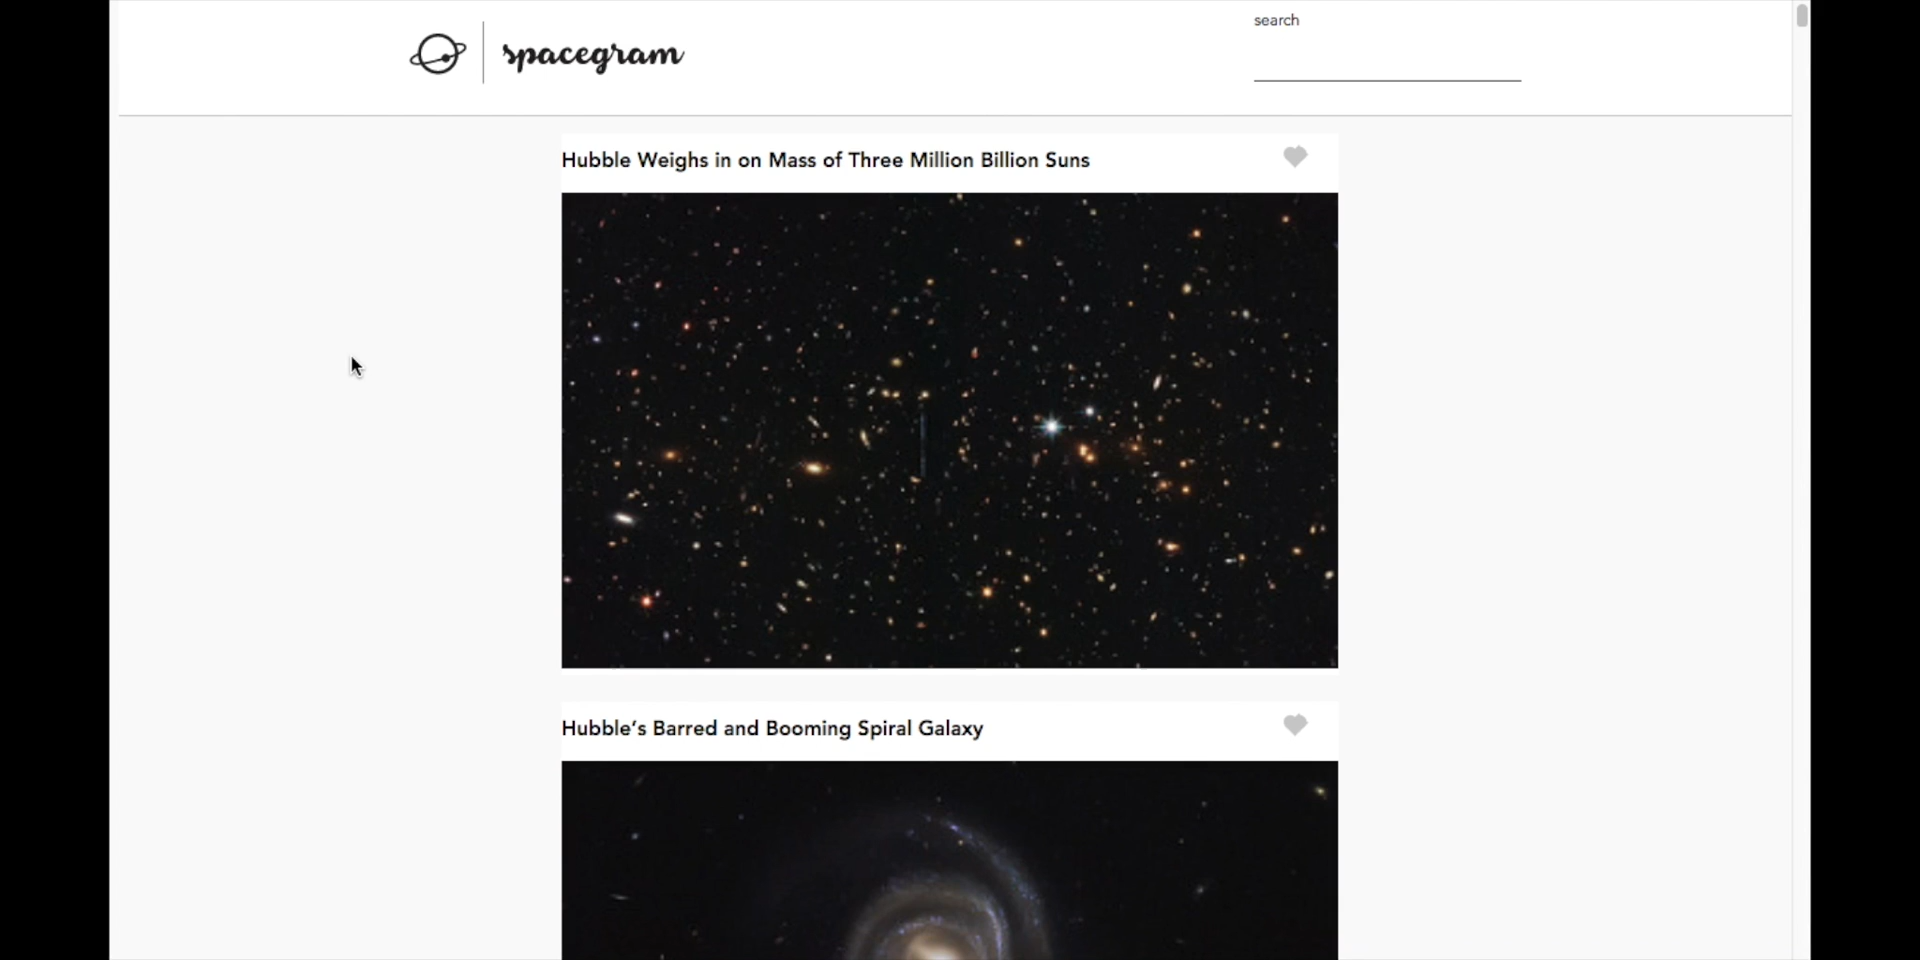 spacegram
search
Hubble Weighs in on Mass of Three Million Billion Suns
Hubble’s Barred and Booming Spiral Galaxy